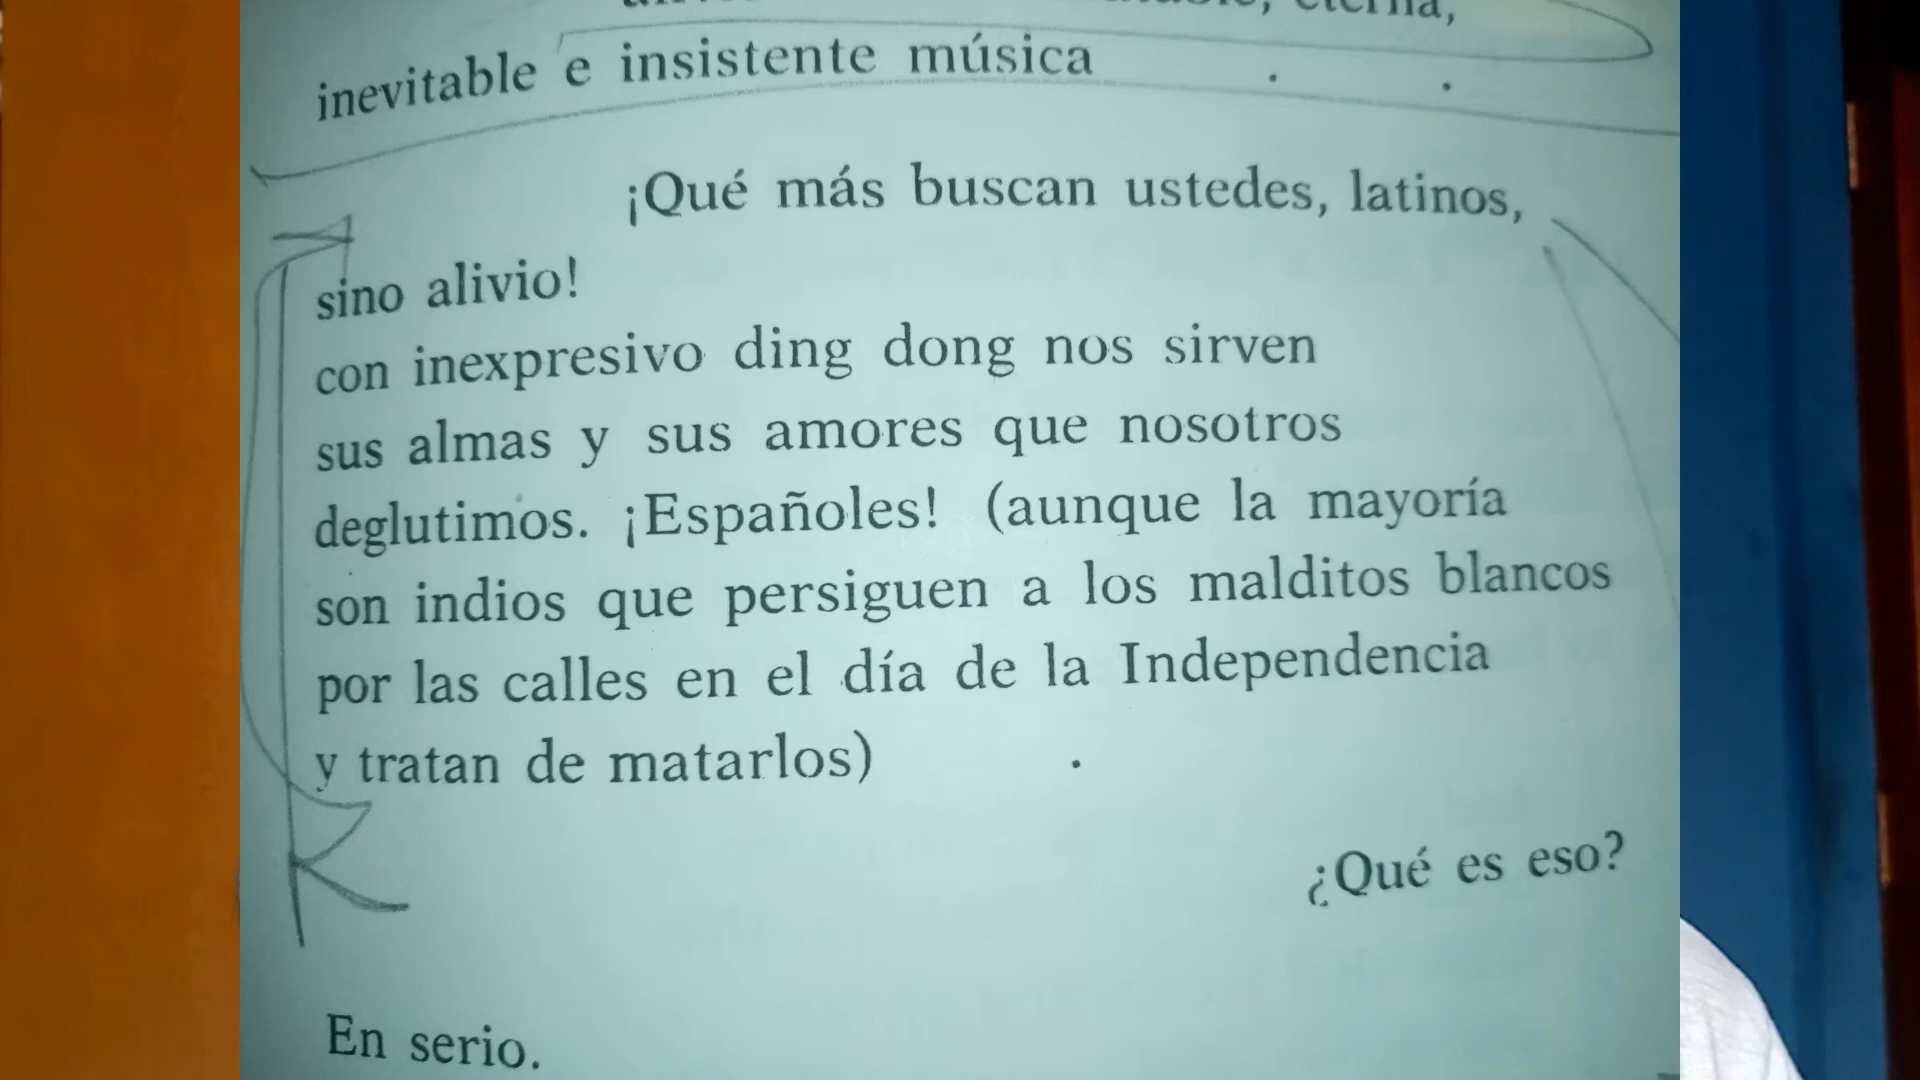 eterna,
inevitable e insistente música
¡Qué más buscan ustedes, latinos,
sino alivio!
con inexpresivo ding dong nos sirven
sus almas y sus amores que nosotros
deglutimos. ¡Españoles! (aunque la mayoría
son indios que persiguen a los malditos blancos
por las calles en el día de la Independencia
y tratan de matarlos) .
¿Qué es eso?
En serio.